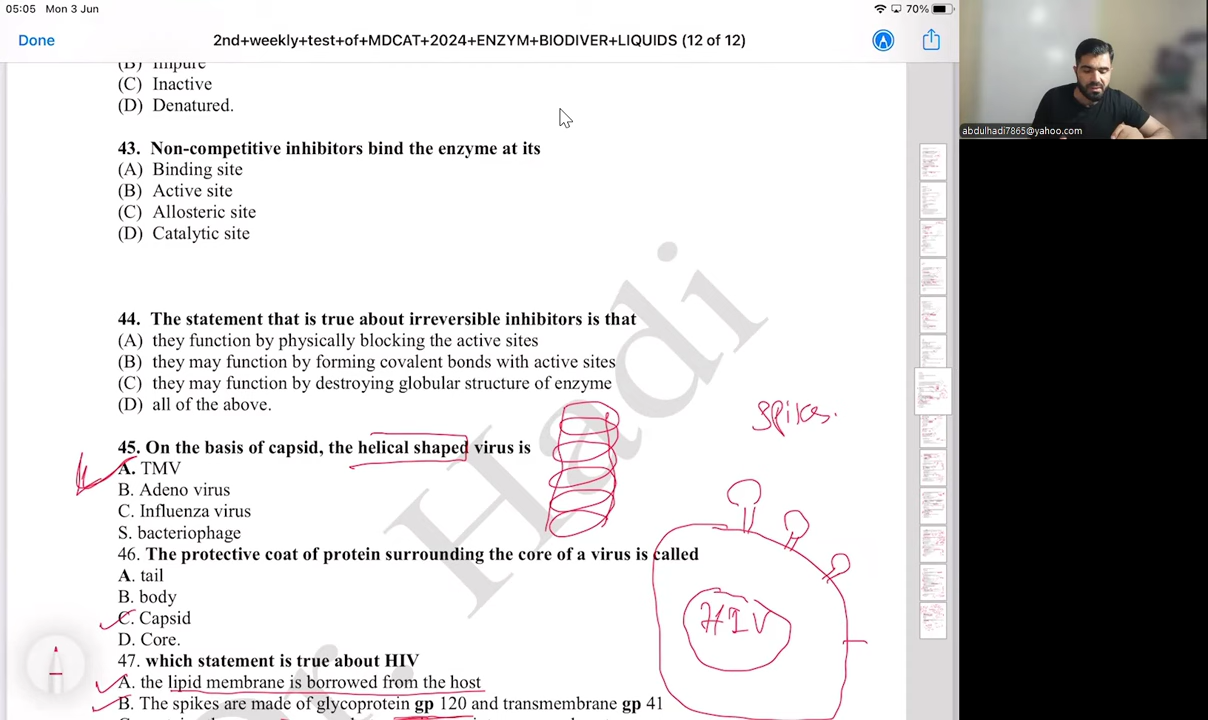 05:05 Mon 3 Jun
70%
Done
2nd+weekly+test+of+MDCAT+2024+ENZYM+BIODIVER+LIQUIDS (12 of 12)
abdulhadi7865@yahoo.com
(B) Impure
(C) Inactive
(D) Denatured.
43. Non-competitive inhibitors bind the enzyme at its
(A) Binding site
(B) Active site
(C) Allosteric site
(D) Catalytic site
44. The statement that is true about irreversible inhibitors is that
(A) they function by physically blocking the active sites
(B) they may function by forming covalent bonds with active sites
(C) they may function by destroying globular structure of enzyme
(D) all of the above.
spikes.
45. On the basis of capsid, the helical shaped virus is
A. TMV
B. Adeno virus
C. Influenza virus
S. bacteriophage
46. The protective coat of protein surrounding the core of a virus is called
A. tail
B. body
C. Capsid
D. Core.
HIV
47. which statement is true about HIV
A. the lipid membrane is borrowed from the host
B. The spikes are made of glycoprotein gp 120 and transmembrane gp 41
Dr. Hadi